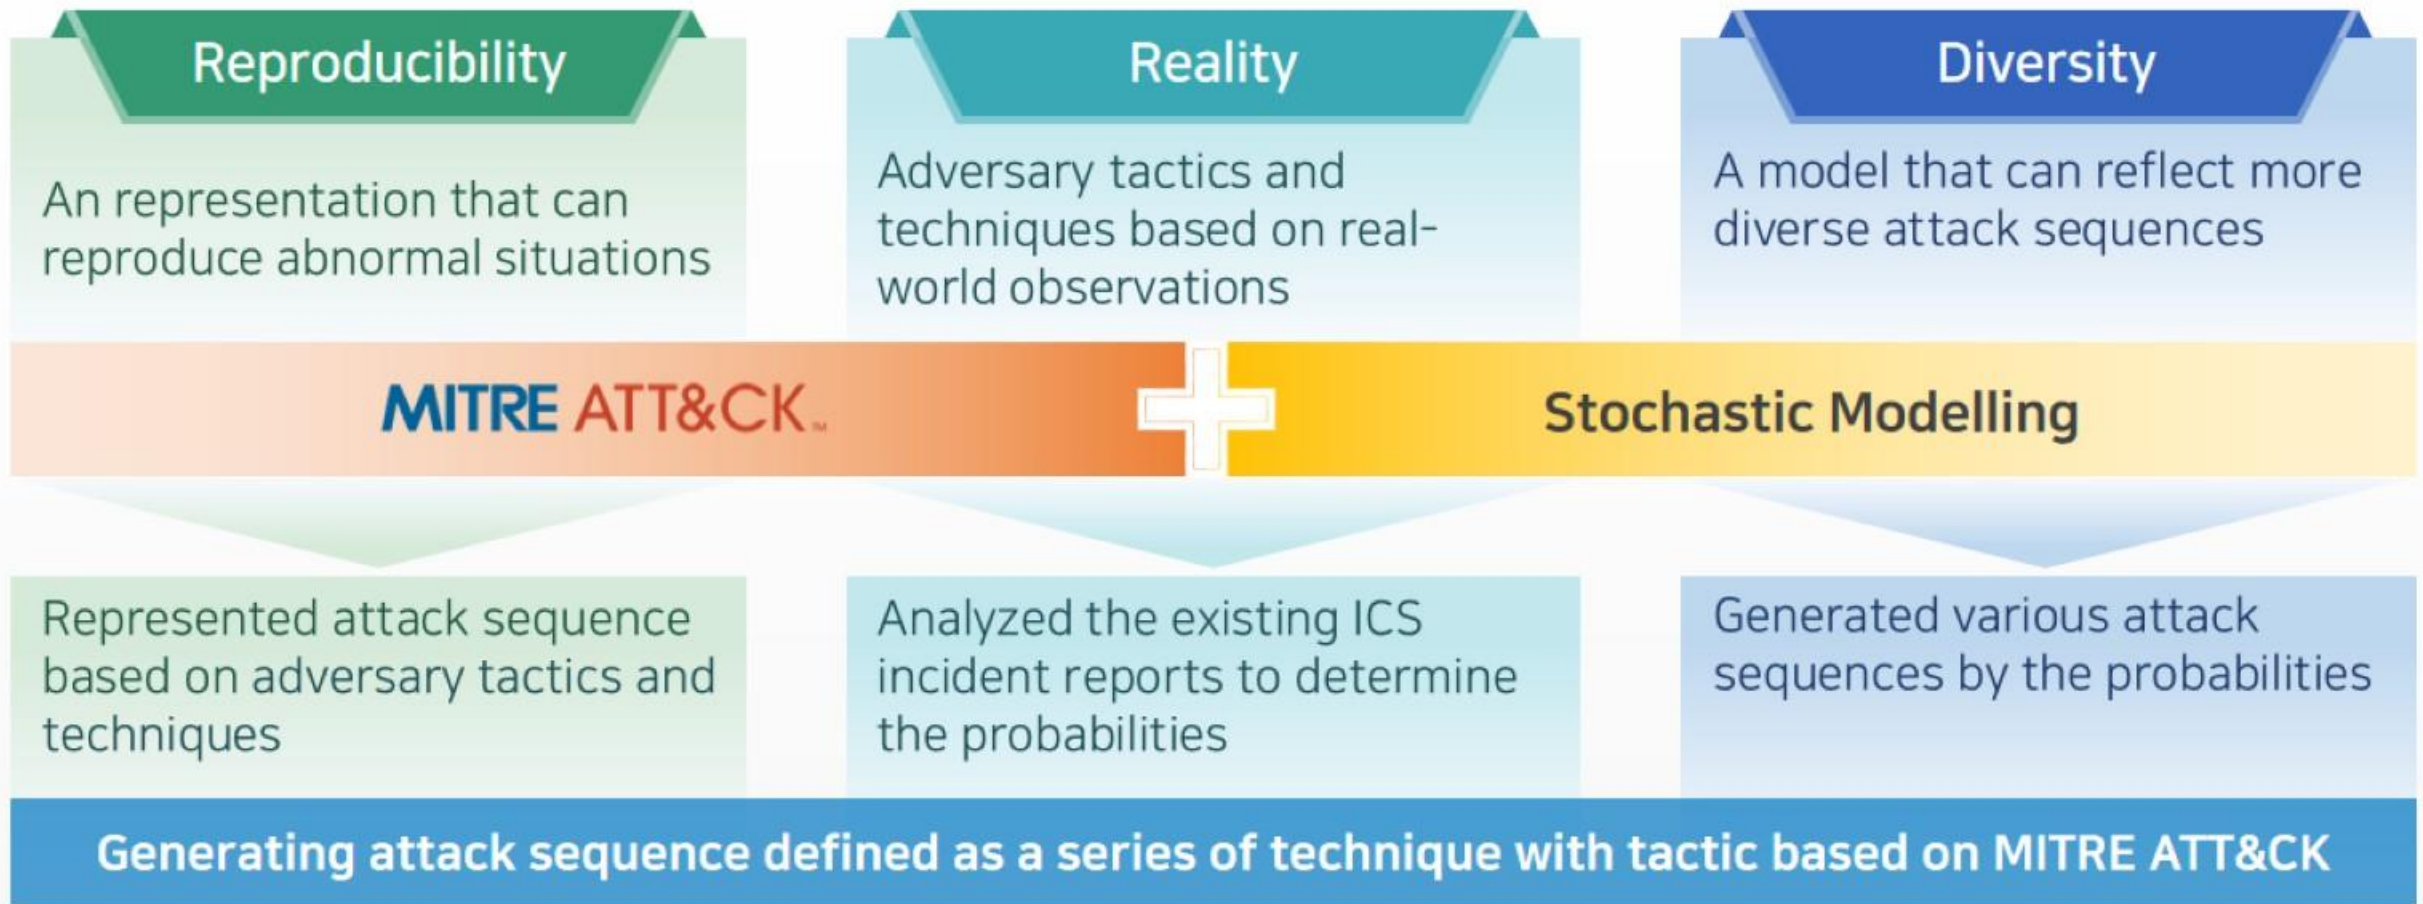 Reproducibility
An representation that can
reproduce abnormal situations
Reality
Adversary tactics and
techniques based on real-
world observations
Diversity
A model that can reflect more
diverse attack sequences
MITRE ATT&CK™
Stochastic Modelling
Represented attack sequence
based on adversary tactics and
techniques
Analyzed the existing ICS
incident reports to determine
the probabilities
Generated various attack
sequences by the probabilities
Generating attack sequence defined as a series of technique with tactic based on MITRE ATT&CK